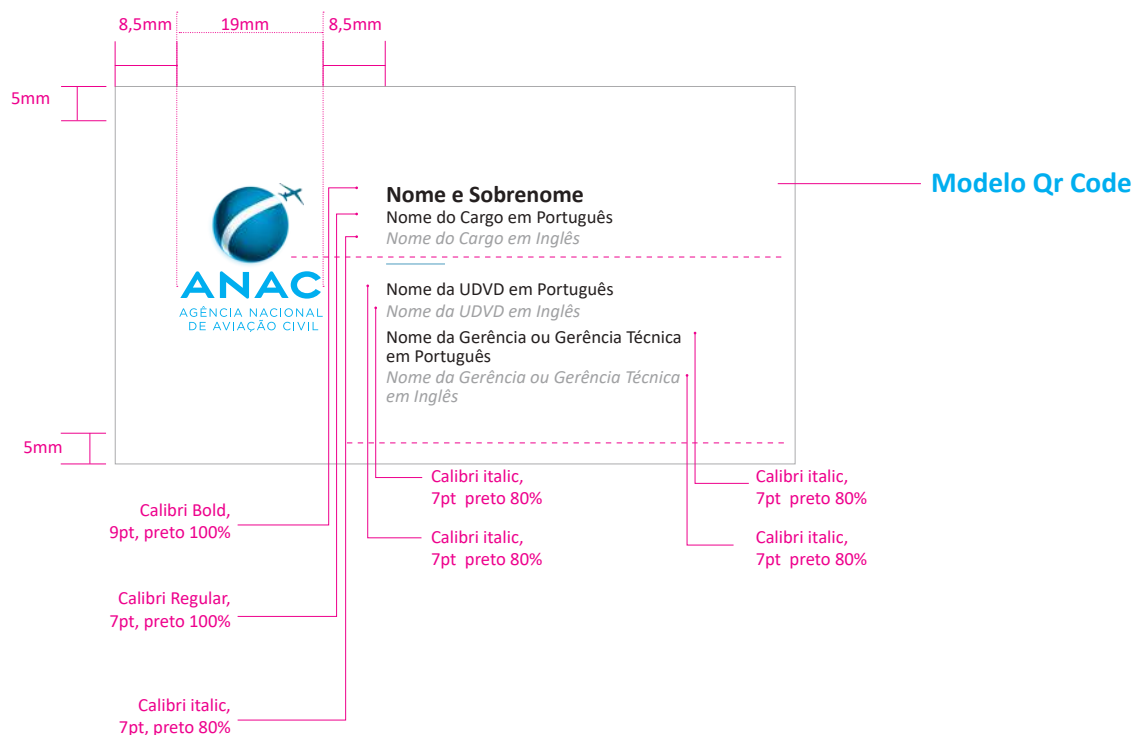 8,5mm
19mm
8,5mm
5mm
Modelo Qr Code
Nome e Sobrenome
Nome do Cargo em Português
Nome do Cargo em Inglês
ANAC
AGÊNCIA NACIONAL
DE AVIAÇÃO CIVIL
Nome da UDVD em Português
Nome da UDVD em Inglês
Nome da Gerência ou Gerência Técnica
em Português
Nome da Gerência ou Gerência Técnica
em Inglês
5mm
Calibri italic,
7pt preto 80%
Calibri italic,
7pt preto 80%
Calibri Bold,
9pt, preto 100%
Calibri italic,
7pt preto 80%
Calibri italic,
7pt preto 80%
Calibri Regular,
7pt, preto 100%
Calibri italic,
7pt, preto 80%